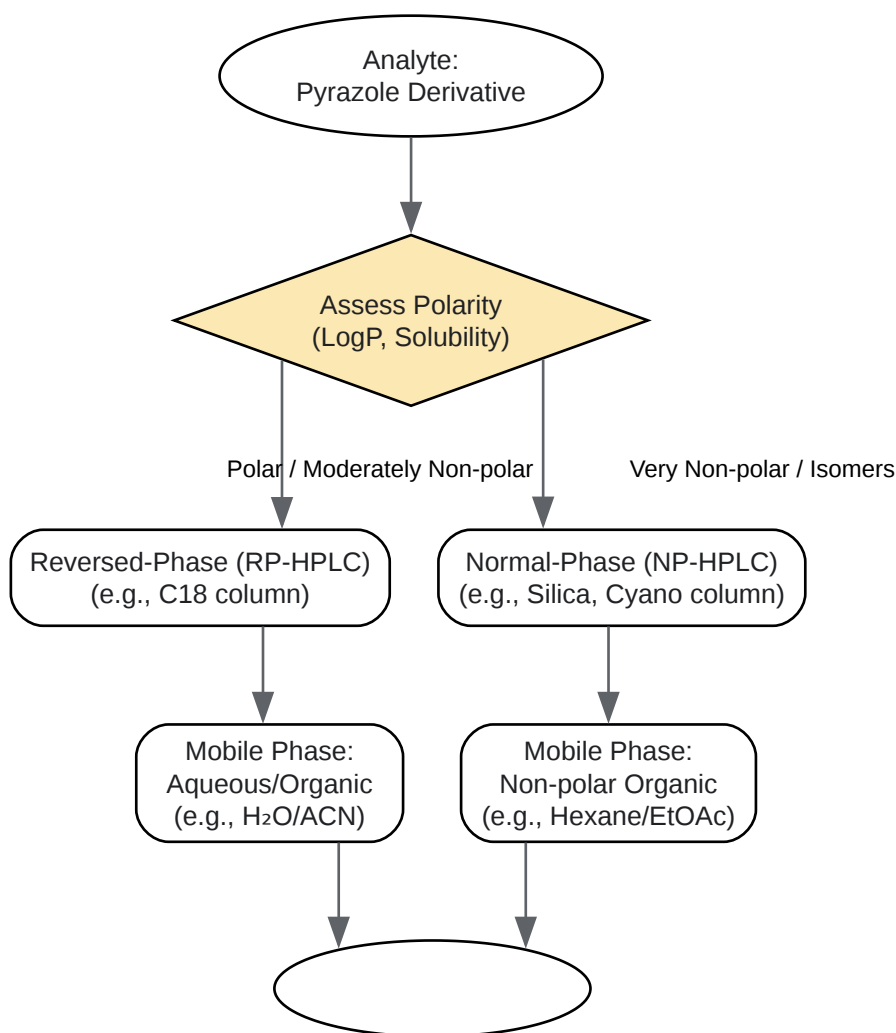 Analyte:
Pyrazole Derivative
Assess Polarity
(LogP, Solubility)
Polar / Moderately Non-polar
Very Non-polar / Isomers
Reversed-Phase (RP-HPLC)
(e.g., C18 column)
Normal-Phase (NP-HPLC)
(e.g., Silica, Cyano column)
Mobile Phase:
Aqueous/Organic
(e.g., H₂O/ACN)
Mobile Phase:
Non-polar Organic
(e.g., Hexane/EtOAc)